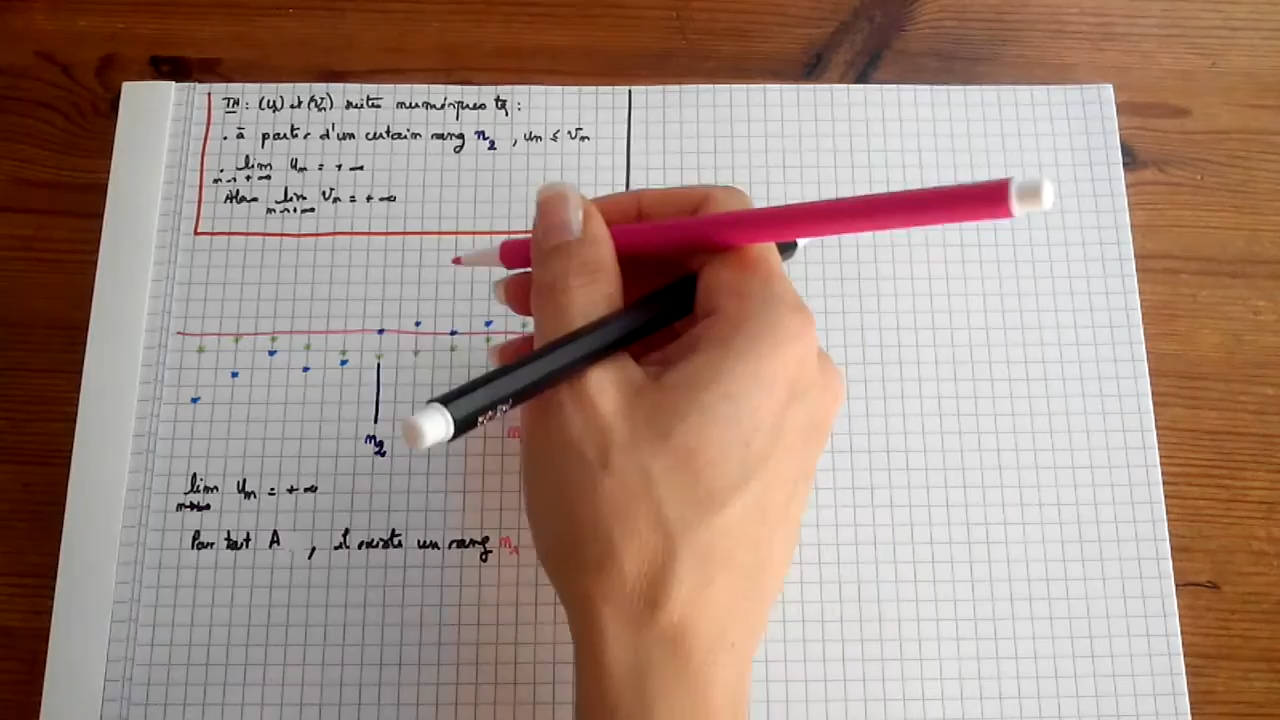 TH : (un) et (vn) suites numériques tq :
. à partir d'un certain rang n2 , un ≤ vn
. lim un = +∞
n→+∞
Alors lim vn = +∞
n→+∞
n2
lim un = +∞
n→+∞
Pour tout A , il existe un rang n1